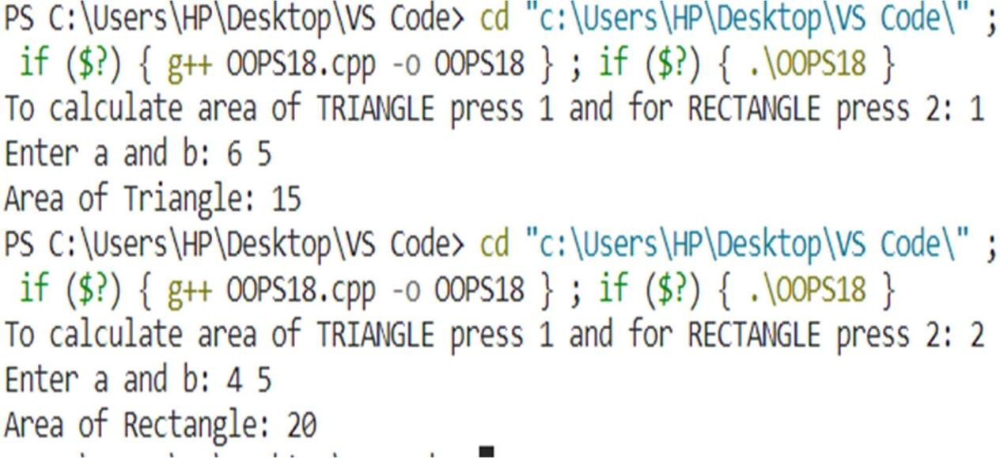 PS C:\Users\HP\Desktop\VS Code> cd "c:\Users\HP\Desktop\VS Code\" ;
if ($?) { g++ OOPS18.cpp -o OOPS18 } ; if ($?) { .\OOPS18 }
To calculate area of TRIANGLE press 1 and for RECTANGLE press 2: 1
Enter a and b: 6 5
Area of Triangle: 15
PS C:\Users\HP\Desktop\VS Code> cd "c:\Users\HP\Desktop\VS Code\" ;
if ($?) { g++ OOPS18.cpp -o OOPS18 } ; if ($?) { .\OOPS18 }
To calculate area of TRIANGLE press 1 and for RECTANGLE press 2: 2
Enter a and b: 4 5
Area of Rectangle: 20